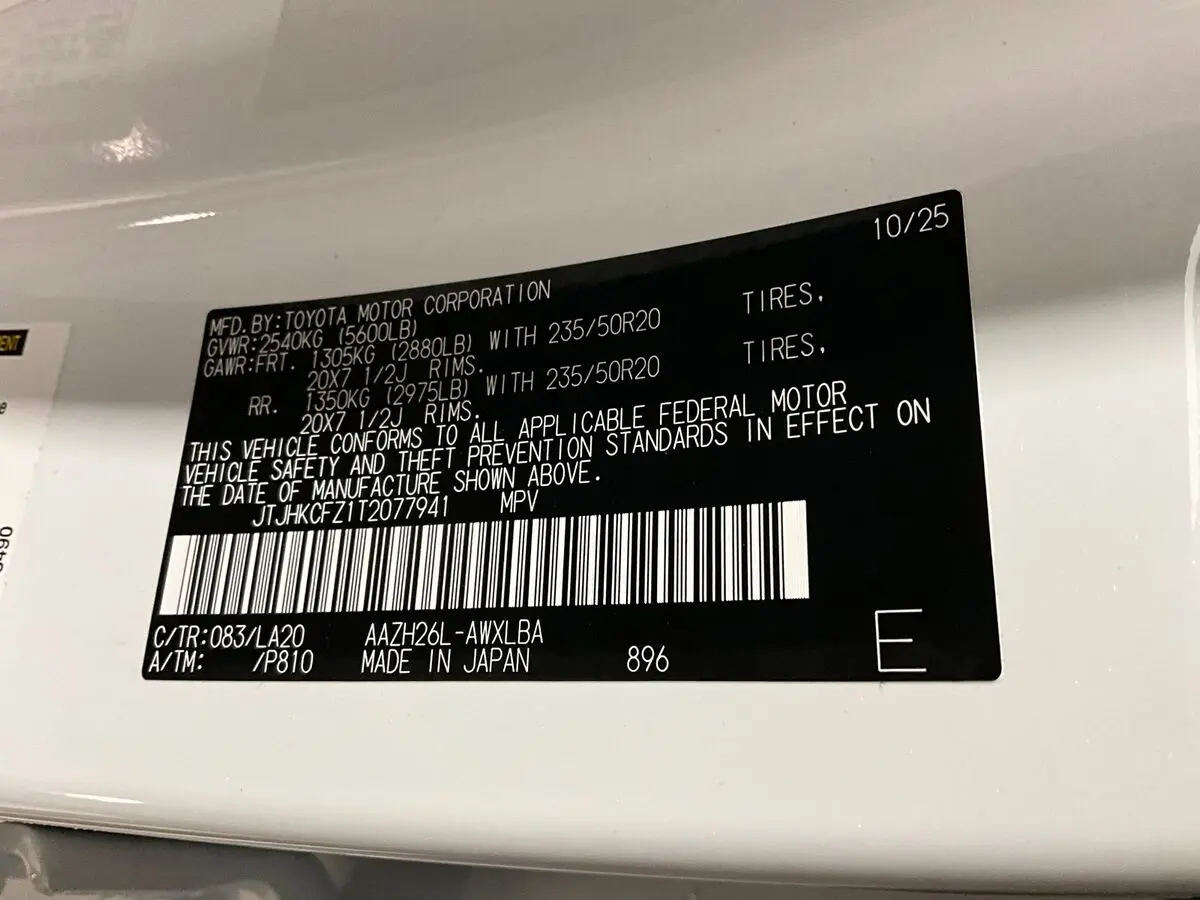 10/25
MFD.BY:TOYOTA MOTOR CORPORATION
GVWR:2540KG (5600LB)
GAWR:FRT. 1305KG (2880LB) WITH 235/50R20 TIRES,
20X7 1/2J RIMS.
RR. 1350KG (2975LB) WITH 235/50R20 TIRES,
20X7 1/2J RIMS.
THIS VEHICLE CONFORMS TO ALL APPLICABLE FEDERAL MOTOR
VEHICLE SAFETY AND THEFT PREVENTION STANDARDS IN EFFECT ON
THE DATE OF MANUFACTURE SHOWN ABOVE.
JTJHKCFZ1T2077941 MPV
C/TR:083/LA20 AAZH26L-AWXLBA
A/TM: /P810 MADE IN JAPAN 896 E